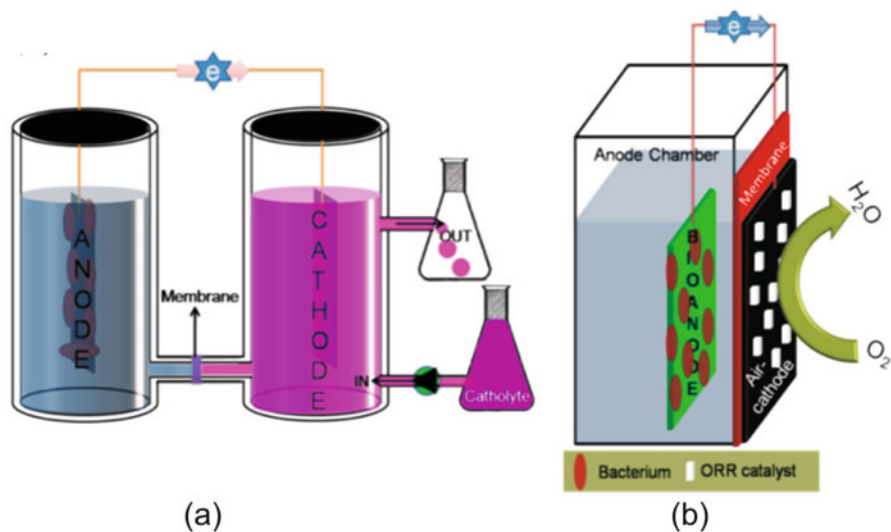 e
ANODE
Membrane
CATHODE
OUT
IN
Catholyte
(a)
e
Anode Chamber
Membrane
BIOANODE
Air-
cathode
H2O
O2
Bacterium
ORR catalyst
(b)